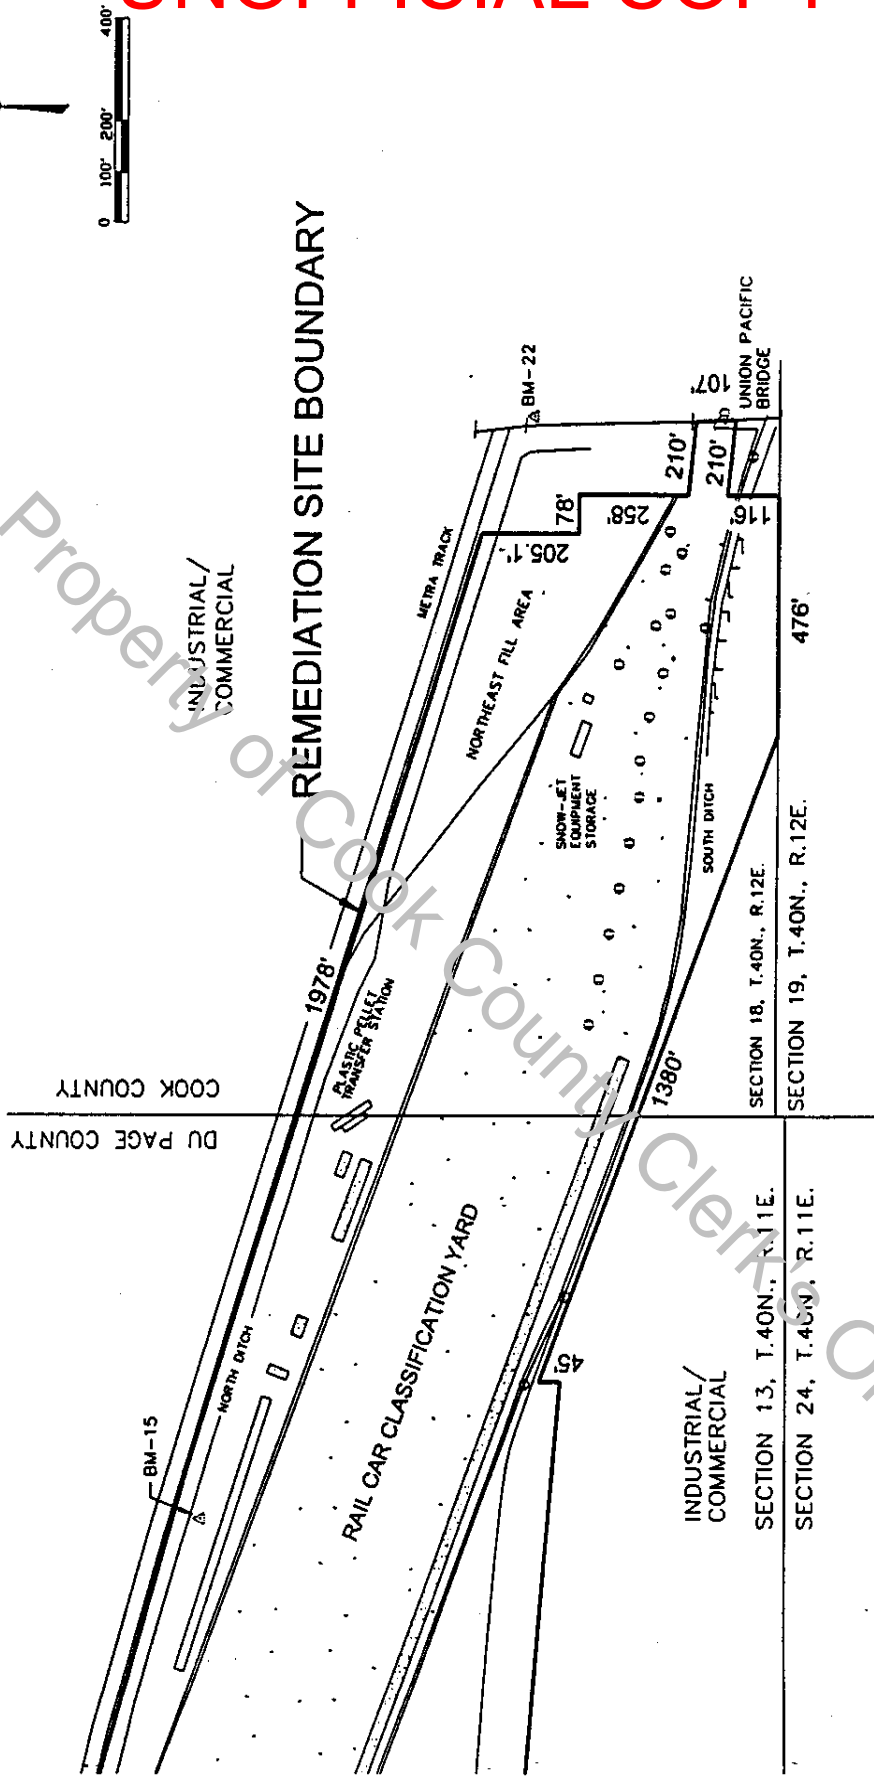 UNOFFICIAL COPY
0 100' 200' 400'
REMEDIATION SITE BOUNDARY
INDUSTRIAL/
COMMERCIAL
METRA TRACK
BM-22
UNION PACIFIC
BRIDGE
107'
210'
210'
78'
258'
116'
205.1'
476'
NORTHEAST FILL AREA
SNOW-JET
EQUIPMENT
STORAGE
SOUTH DITCH
1978'
PLASTIC PELLET
TRANSFER STATION
1380'
COOK COUNTY
DU PAGE COUNTY
SECTION 18, T.40N., R.12E.
SECTION 19, T.40N., R.12E.
NORTH DITCH
BM-15
RAIL CAR CLASSIFICATION YARD
45'
INDUSTRIAL/
COMMERCIAL
SECTION 13, T.40N., R.11E.
SECTION 24, T.40N., R.11E.
Property of Cook County Clerk's